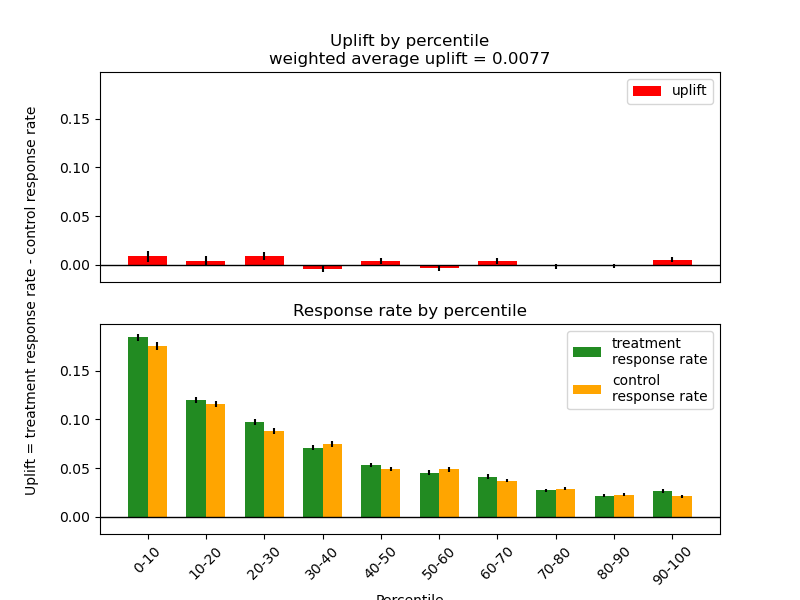 Uplift by percentile
weighted average uplift = 0.0077
uplift
0.15
0.10
0.05
0.00
Uplift = treatment response rate - control response rate
Response rate by percentile
treatment
response rate
control
response rate
0.15
0.10
0.05
0.00
0-10
10-20
20-30
30-40
40-50
50-60
60-70
70-80
80-90
90-100
Percentile